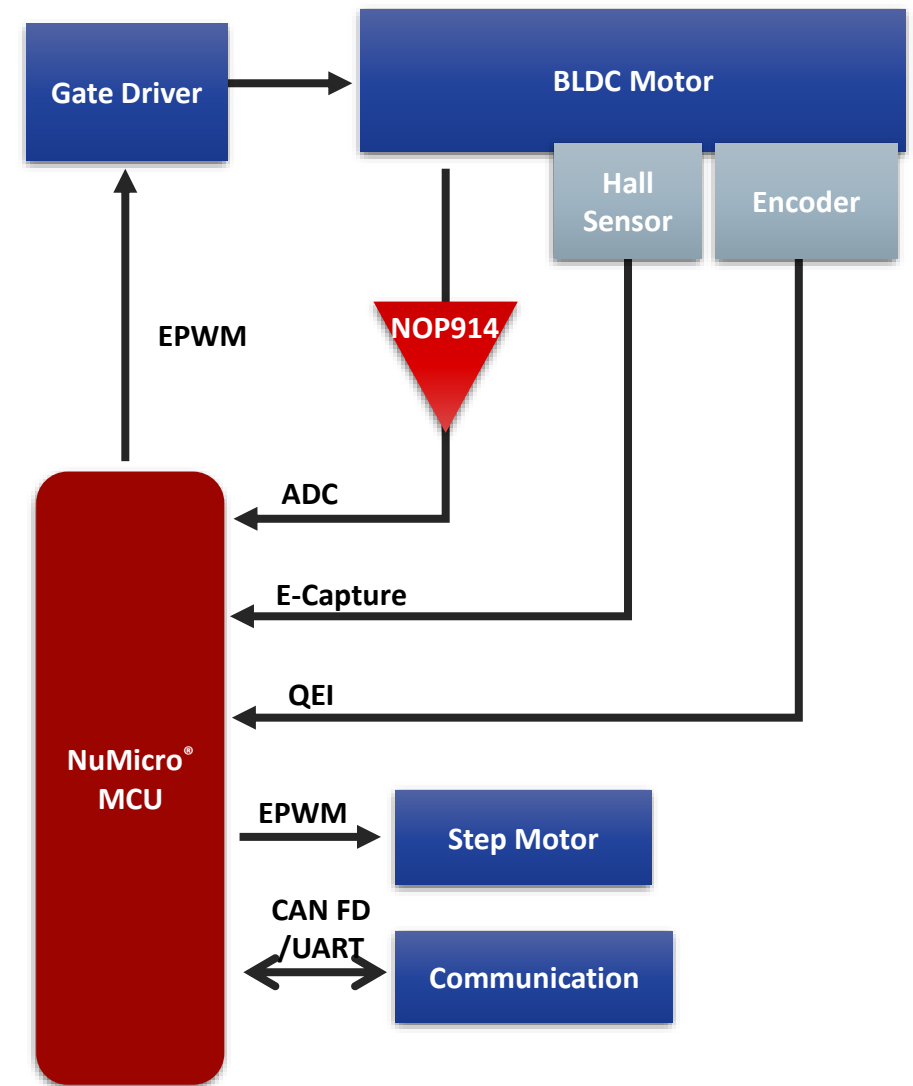 Gate Driver
BLDC Motor
Hall
Sensor
Encoder
EPWM
NOP914
ADC
E-Capture
QEI
NuMicro®
MCU
EPWM
Step Motor
CAN FD
/UART
Communication